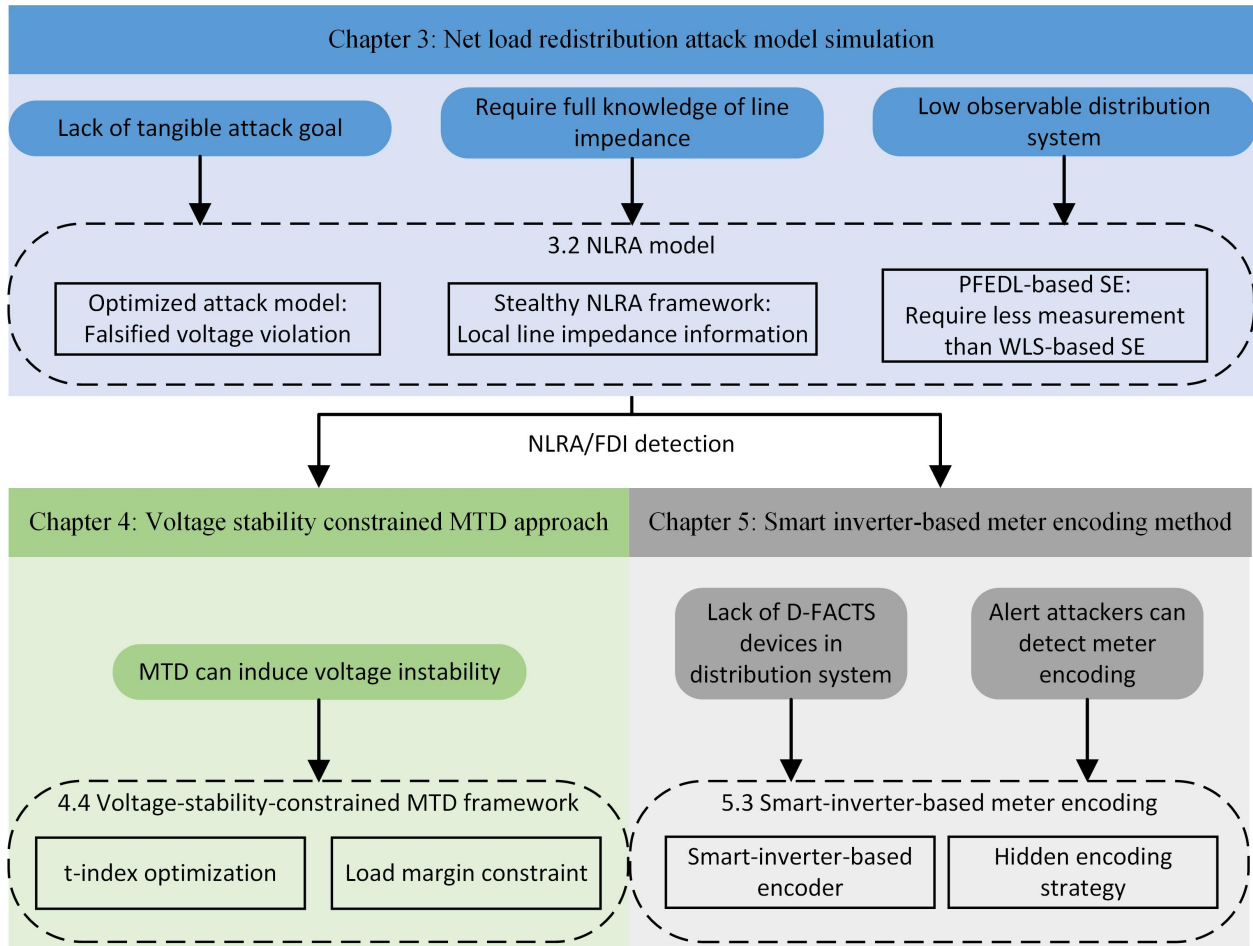 Chapter 3: Net load redistribution attack model simulation
Lack of tangible attack goal
Require full knowledge of line
impedance
Low observable distribution
system
3.2 NLRA model
Optimized attack model:
Falsified voltage violation
Stealthy NLRA framework:
Local line impedance information
PFEDL-based SE:
Require less measurement
than WLS-based SE
NLRA/FDI detection
Chapter 4: Voltage stability constrained MTD approach
MTD can induce voltage instability
4.4 Voltage-stability-constrained MTD framework
t-index optimization
Load margin constraint
Chapter 5: Smart inverter-based meter encoding method
Lack of D-FACTS
devices in
distribution system
Alert attackers can
detect meter
encoding
5.3 Smart-inverter-based meter encoding
Smart-inverter-based
encoder
Hidden encoding
strategy